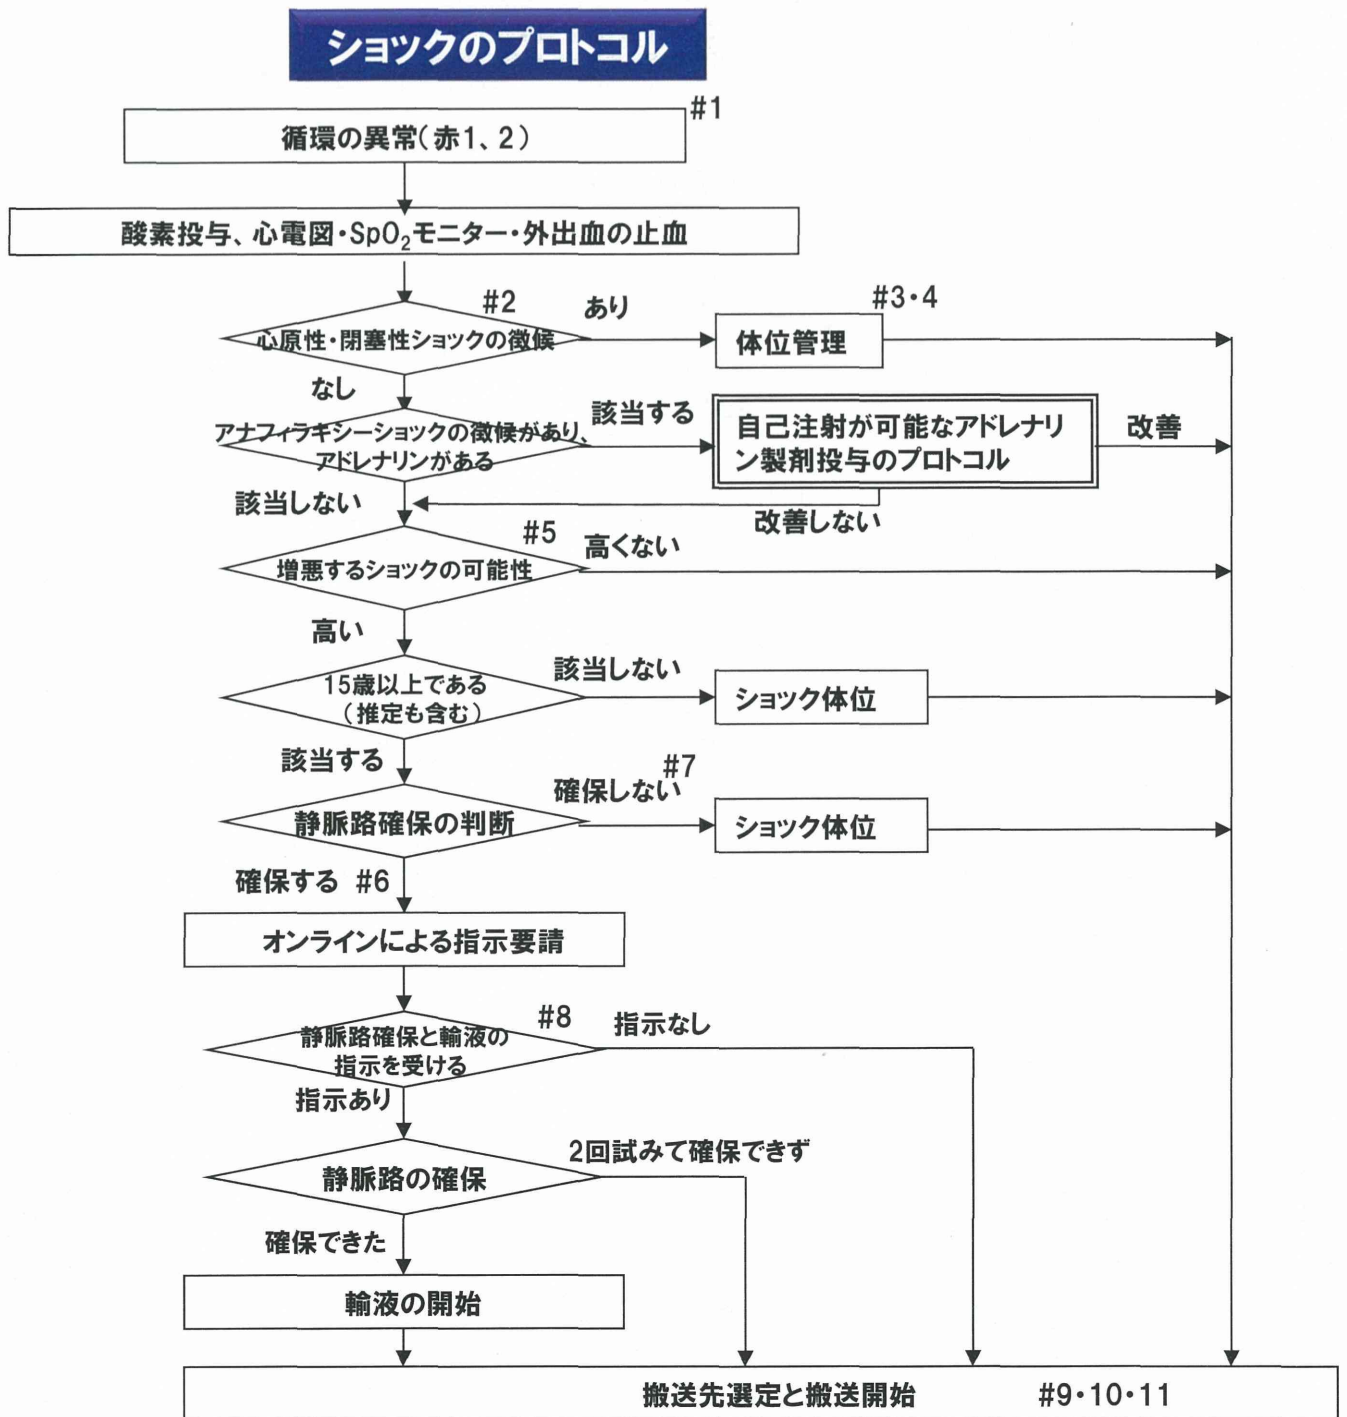 ショックのプロトコル
#1
循環の異常(赤1、2)
酸素投与、心電図・SpO₂モニター・外出血の止血
#2
あり
#3・4
心原性・閉塞性ショックの徴候
体位管理
なし
アナフィラキシーショックの徴候があり、
アドレナリンがある
該当する
自己注射が可能なアドレナリ
ン製剤投与のプロトコル
改善
該当しない
改善しない
#5
高くない
増悪するショックの可能性
高い
15歳以上である
(推定も含む)
該当しない
ショック体位
該当する
#7
確保しない
静脈路確保の判断
ショック体位
確保する #6
オンラインによる指示要請
#8
指示なし
静脈路確保と輸液の
指示を受ける
指示あり
2回試みて確保できず
静脈路の確保
確保できた
輸液の開始
搬送先選定と搬送開始 #9・10・11